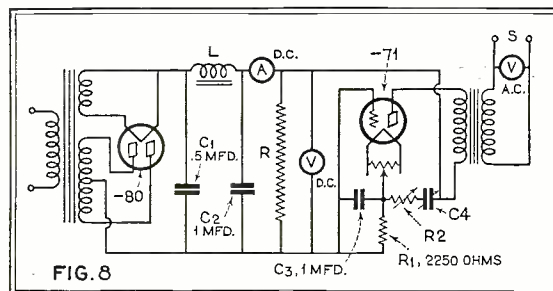 L
A
D.C.
-71
S
V
A.C.
-80
C1
.5 MFD.
C2
1 MFD.
R
V
D.C.
C4
R2
C3, 1 MFD.
R1, 2250 OHMS
FIG. 8